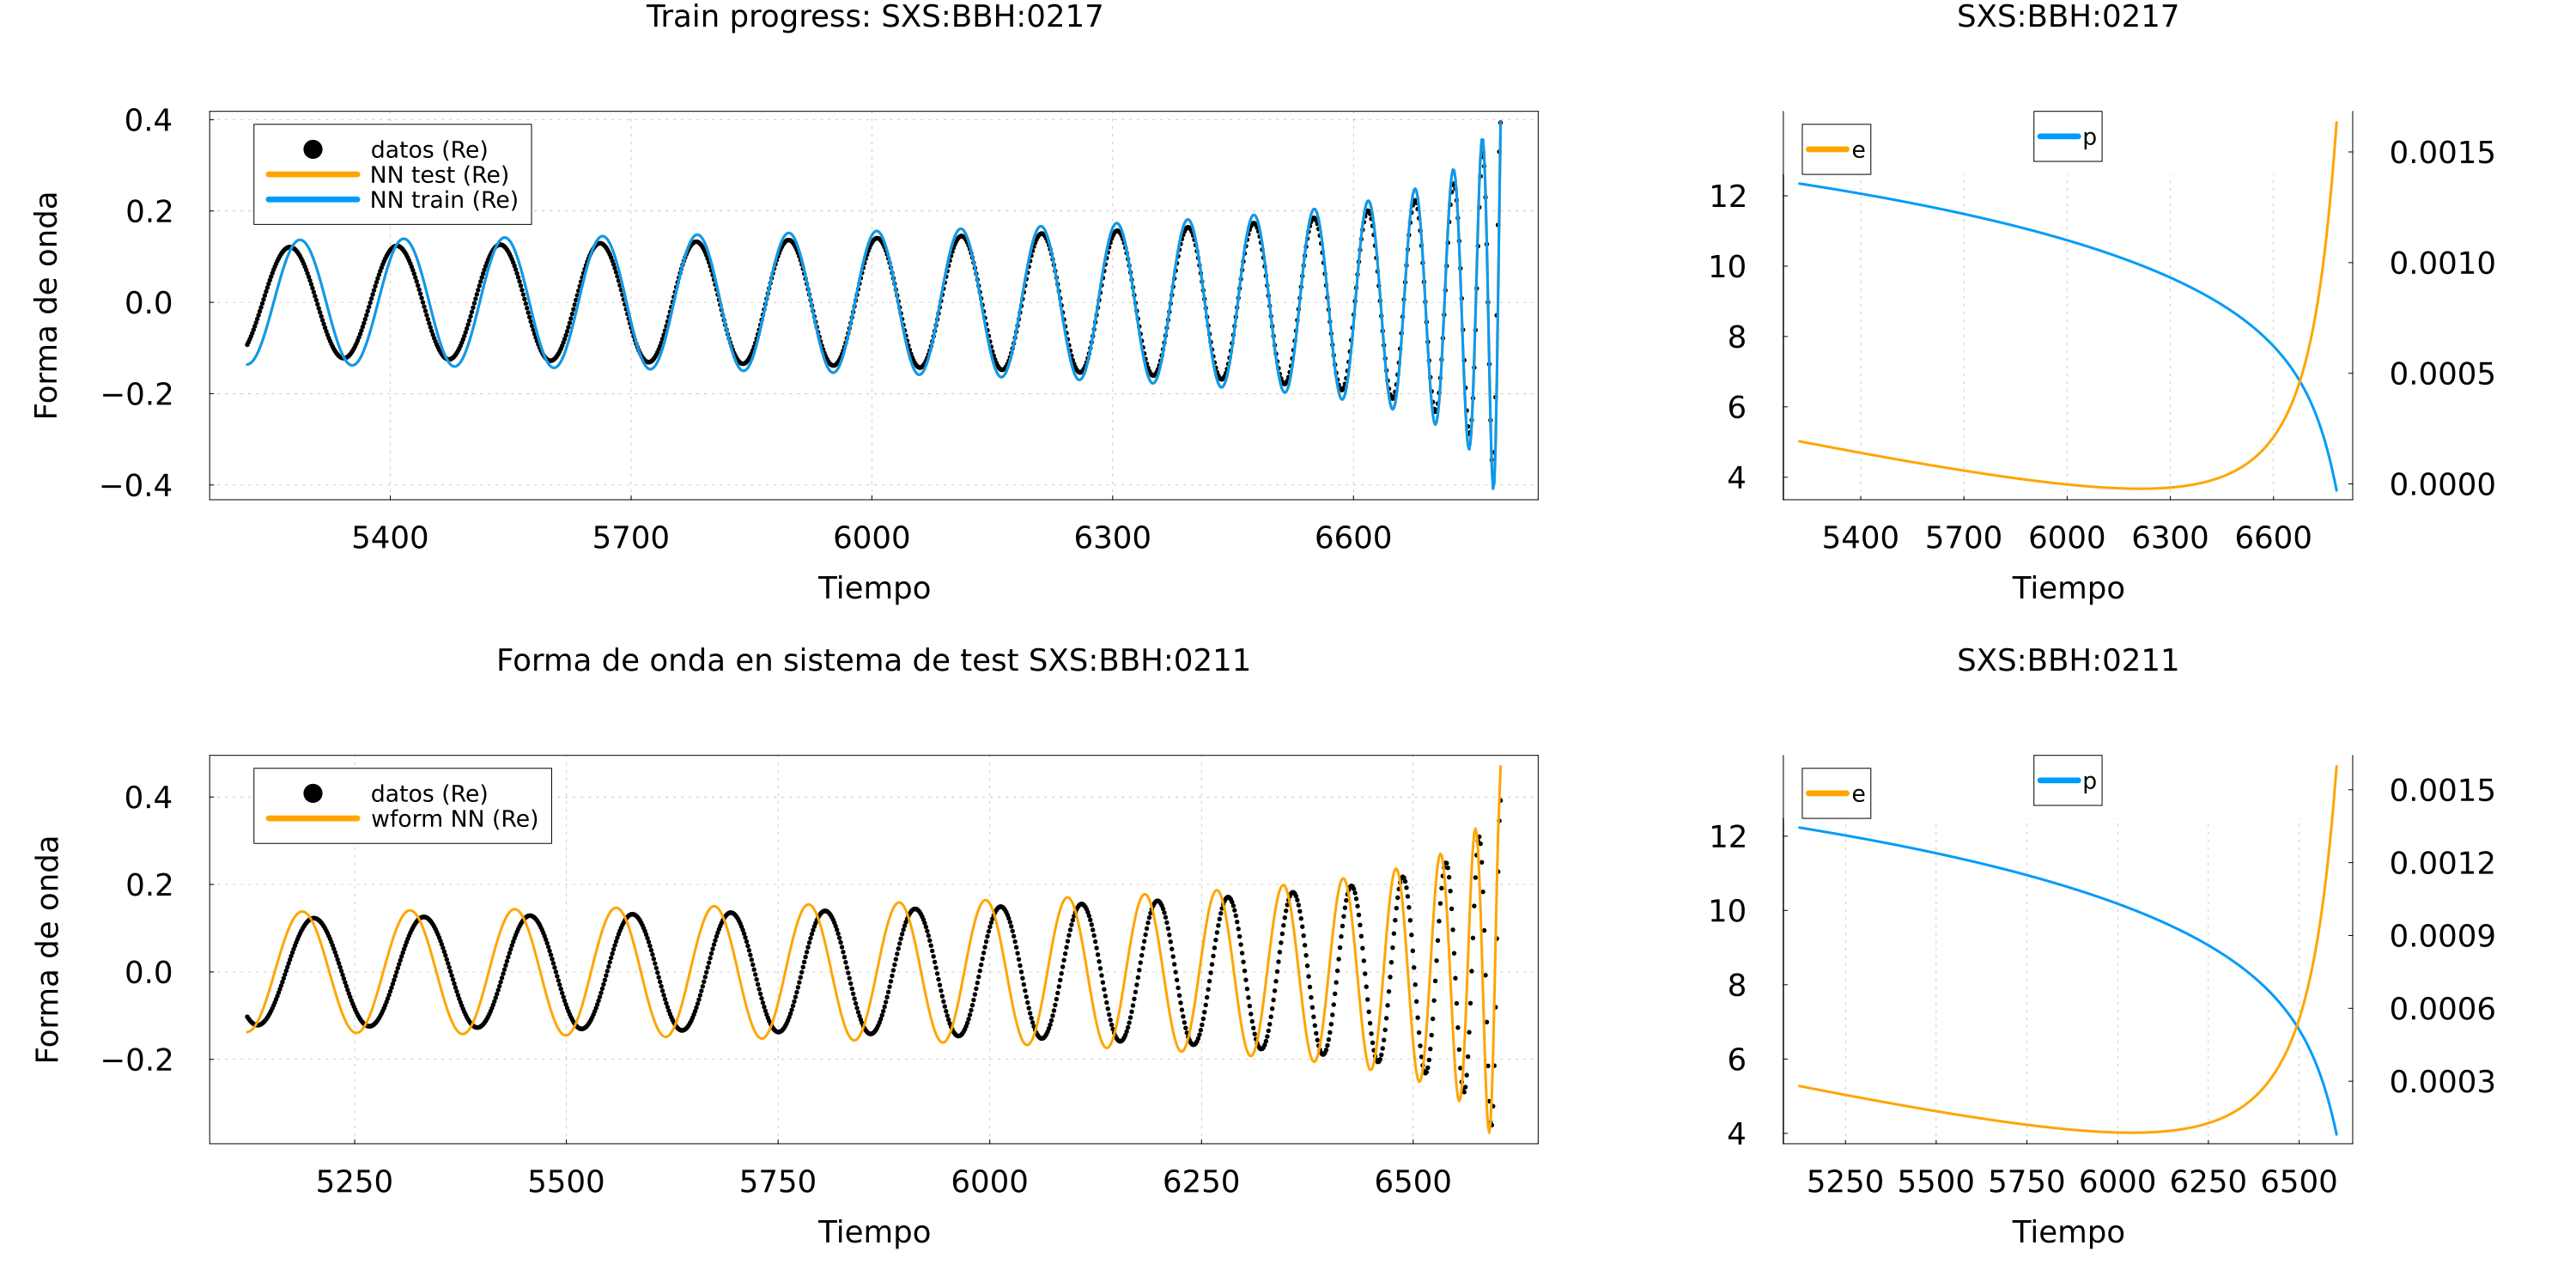 Train progress: SXS:BBH:0217
Forma de onda
0.4
0.2
0.0
−0.2
−0.4
datos (Re)
NN test (Re)
NN train (Re)
5400 5700 6000 6300 6600
Tiempo
SXS:BBH:0217
e
p
12
10
8
6
4
0.0015
0.0010
0.0005
0.0000
5400 5700 6000 6300 6600
Tiempo
Forma de onda en sistema de test SXS:BBH:0211
Forma de onda
0.4
0.2
0.0
−0.2
datos (Re)
wform NN (Re)
5250 5500 5750 6000 6250 6500
Tiempo
SXS:BBH:0211
e
p
12
10
8
6
4
0.0015
0.0012
0.0009
0.0006
0.0003
5250 5500 5750 6000 6250 6500
Tiempo